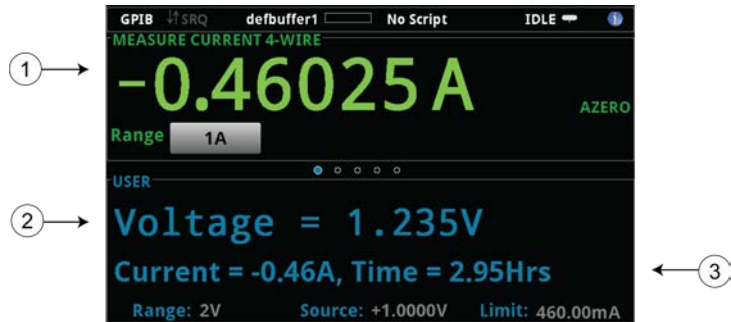 GPIB ↓↑SRQ defbuffer1 No Script IDLE
MEASURE CURRENT 4-WIRE
1
-0.46025 A
AZERO
Range 1A
USER
2
Voltage = 1.235V
Current = -0.46A, Time = 2.95Hrs
3
Range: 2V Source: +1.0000V Limit: 460.00mA